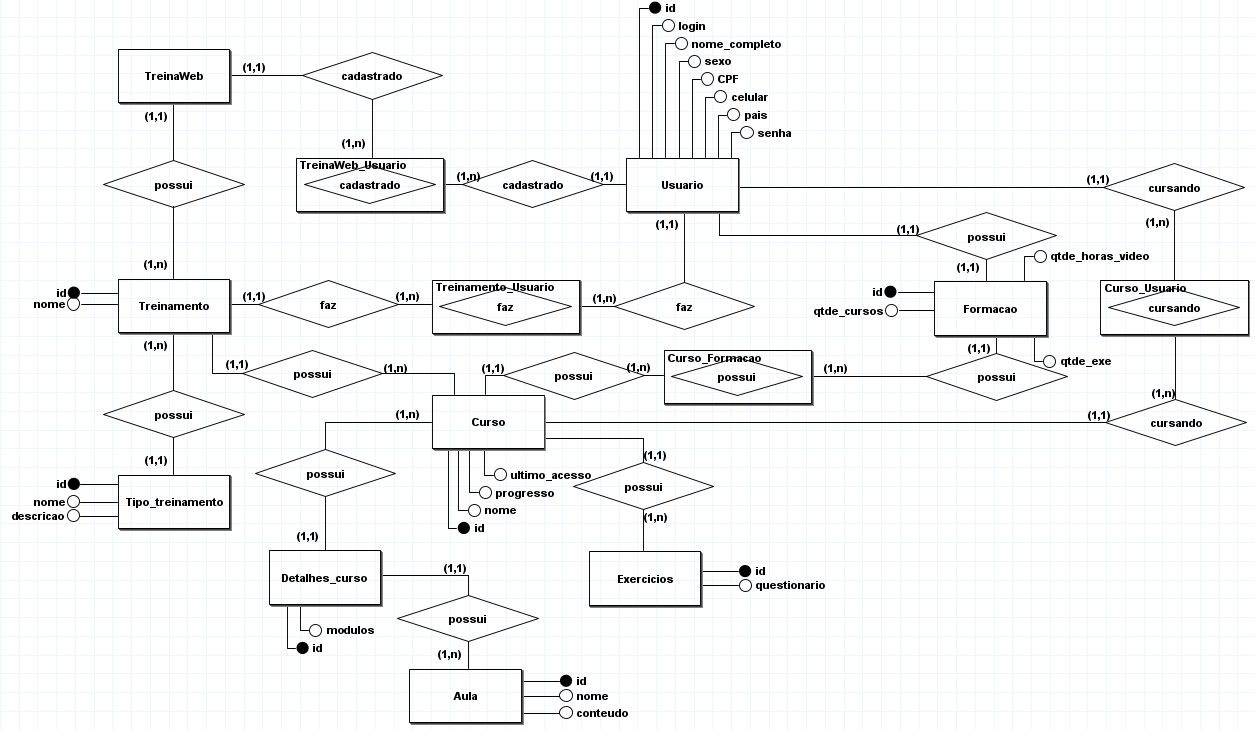 id
login
nome_completo
sexo
CPF
celular
pais
senha
TreinaWeb
(1,1)
cadastrado
(1,1)
(1,n)
TreinaWeb_Usuario
cadastrado
(1,n)
cadastrado
(1,1)
Usuario
(1,1)
cursando
possui
(1,n)
(1,1)
(1,1)
possui
(1,n)
(1,n)
(1,1)
qtde_horas_video
id
nome
Treinamento
(1,1)
faz
(1,n)
Treinamento_Usuario
faz
(1,n)
faz
id
qtde_cursos
Formacao
Curso_Usuario
cursando
(1,n)
(1,1)
qtde_exe
(1,1)
possui
(1,n)
(1,1)
possui
(1,n)
Curso_Formacao
possui
(1,n)
possui
(1,n)
possui
(1,n)
Curso
(1,1)
cursando
(1,1)
(1,1)
possui
ultimo_acesso
progresso
nome
id
possui
(1,n)
id
nome
descricao
Tipo_treinamento
(1,1)
Detalhes_curso
(1,1)
Exercicios
id
questionario
modulos
id
possui
(1,n)
Aula
id
nome
conteudo